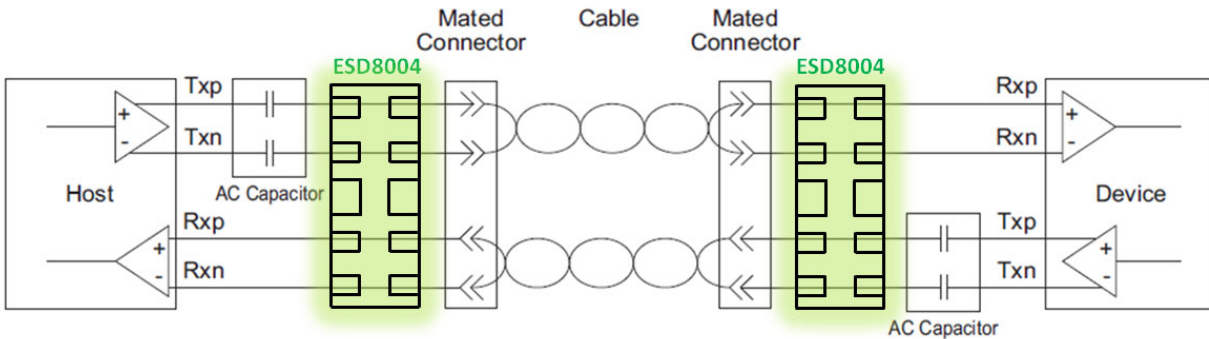 Mated
Connector
Cable
Mated
Connector
ESD8004
ESD8004
Txp
Rxp
+
-
+
-
Txn
Rxn
Host
AC Capacitor
Device
Rxp
Txp
+
-
+
-
Rxn
Txn
AC Capacitor